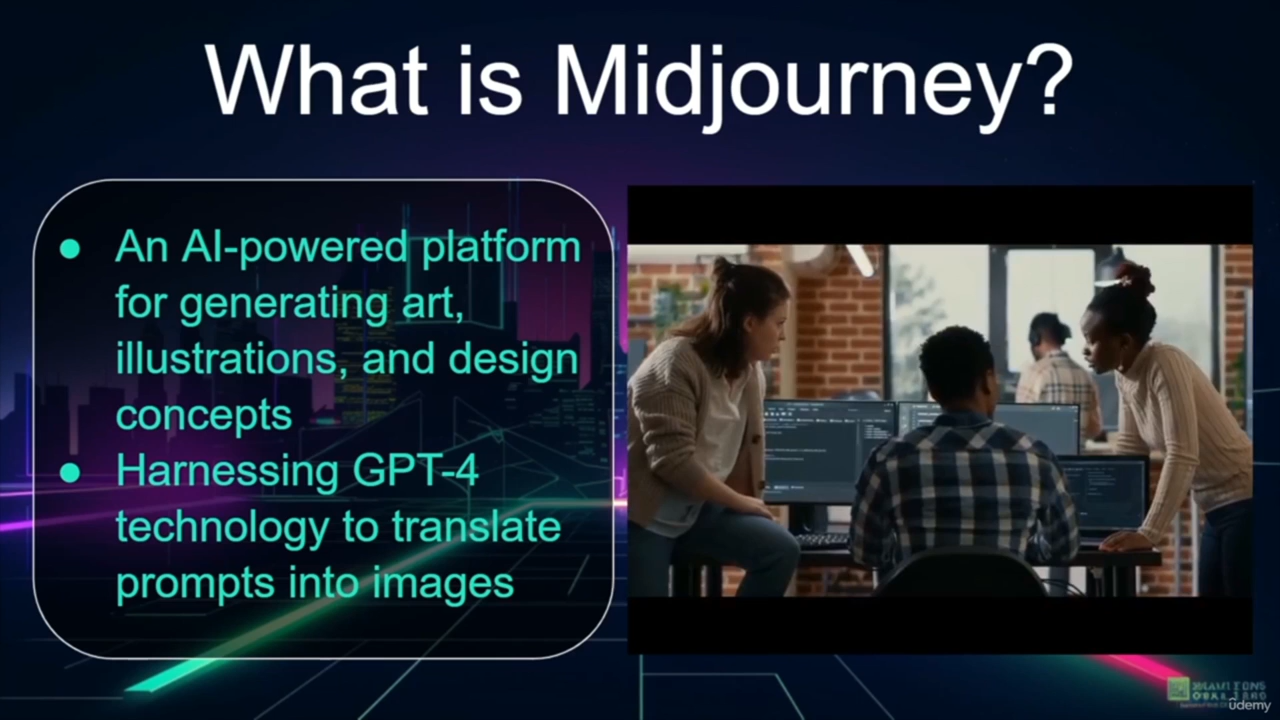 What is Midjourney?
● An AI-powered platform
for generating art,
illustrations, and design
concepts
● Harnessing GPT-4
technology to translate
prompts into images
ûdemy